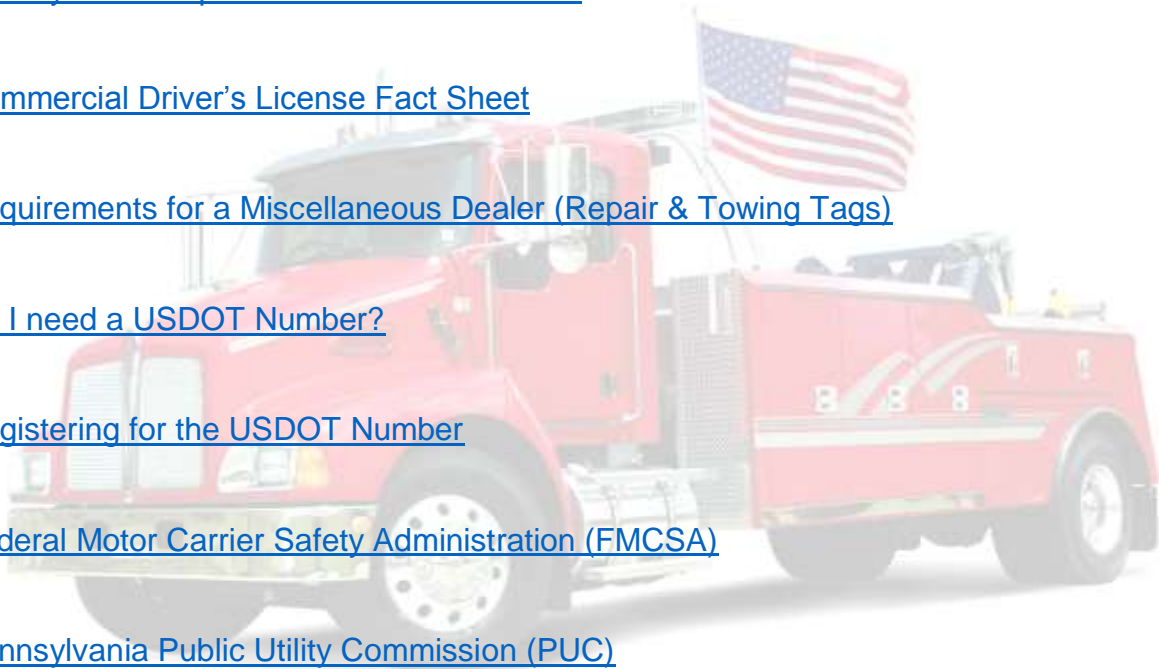 mmercial Driver's License Fact Sheet
quirements for a Miscellaneous Dealer (Repair & Towing Tags)
I need a USDOT Number?
gistering for the USDOT Number
deral Motor Carrier Safety Administration (FMCSA)
nnsylvania Public Utility Commission (PUC)